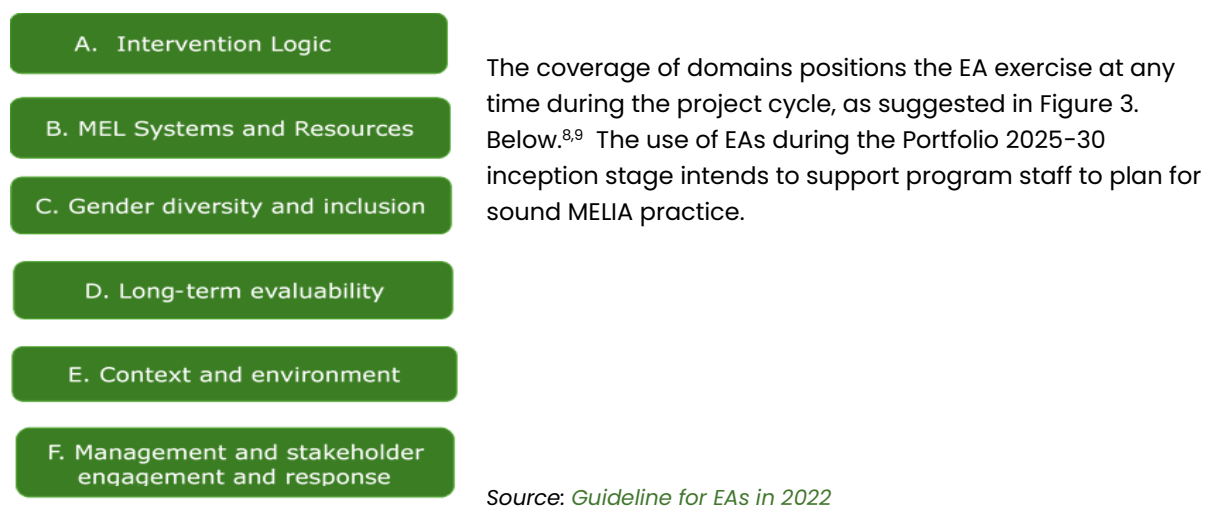 A. Intervention Logic
B. MEL Systems and Resources
C. Gender diversity and inclusion
D. Long-term evaluability
E. Context and environment
F. Management and stakeholder
engagement and response
The coverage of domains positions the EA exercise at any
time during the project cycle, as suggested in Figure 3.
Below.8,9 The use of EAs during the Portfolio 2025-30
inception stage intends to support program staff to plan for
sound MELIA practice.
Source: Guideline for EAs in 2022